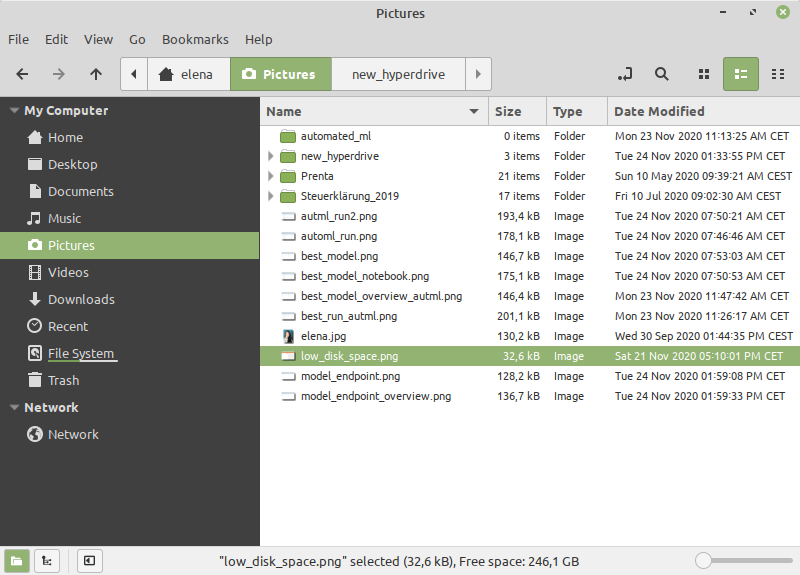 Pictures
File Edit View Go Bookmarks Help
elena Pictures new_hyperdrive
My Computer
Home
Desktop
Documents
Music
Pictures
Videos
Downloads
Recent
File System
Trash
Network
Network
Name Size Type Date Modified
automated_ml 0 items Folder Mon 23 Nov 2020 11:13:25 AM CET
new_hyperdrive 3 items Folder Tue 24 Nov 2020 01:33:55 PM CET
Prenta 21 items Folder Sun 10 May 2020 09:39:21 AM CEST
Steuerklärung_2019 17 items Folder Fri 10 Jul 2020 09:02:30 AM CEST
autml_run2.png 193,4 kB Image Tue 24 Nov 2020 07:50:21 AM CET
automl_run.png 178,1 kB Image Tue 24 Nov 2020 07:46:46 AM CET
best_model.png 146,7 kB Image Tue 24 Nov 2020 07:53:03 AM CET
best_model_notebook.png 175,1 kB Image Tue 24 Nov 2020 07:50:53 AM CET
best_model_overview_autml.png 146,4 kB Image Mon 23 Nov 2020 11:47:42 AM CET
best_run_autml.png 201,1 kB Image Mon 23 Nov 2020 11:26:17 AM CET
elena.jpg 130,2 kB Image Wed 30 Sep 2020 01:44:35 PM CEST
low_disk_space.png 32,6 kB Image Sat 21 Nov 2020 05:10:01 PM CET
model_endpoint.png 128,2 kB Image Tue 24 Nov 2020 01:59:08 PM CET
model_endpoint_overview.png 136,7 kB Image Tue 24 Nov 2020 01:59:33 PM CET
"low_disk_space.png" selected (32,6 kB), Free space: 246,1 GB